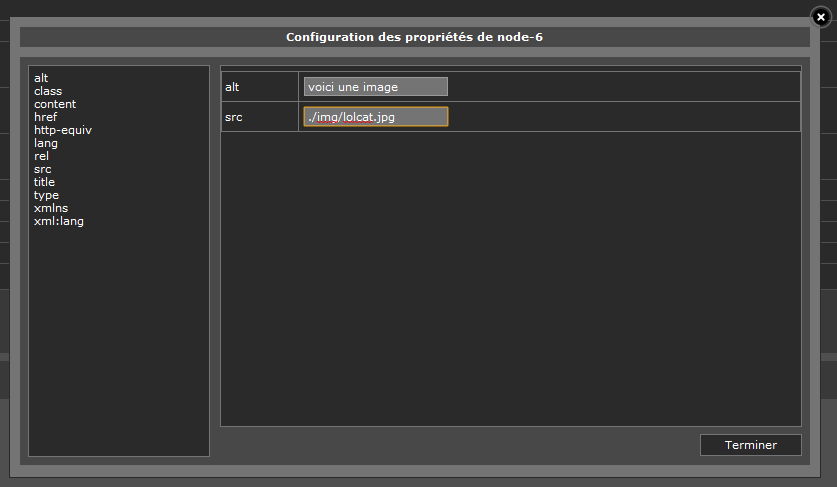 Configuration des propriétés de node-6
alt
class
content
href
http-equiv
lang
rel
src
title
type
xmlns
xml:lang
alt voici une image
src ./img/lolcat.jpg
Terminer